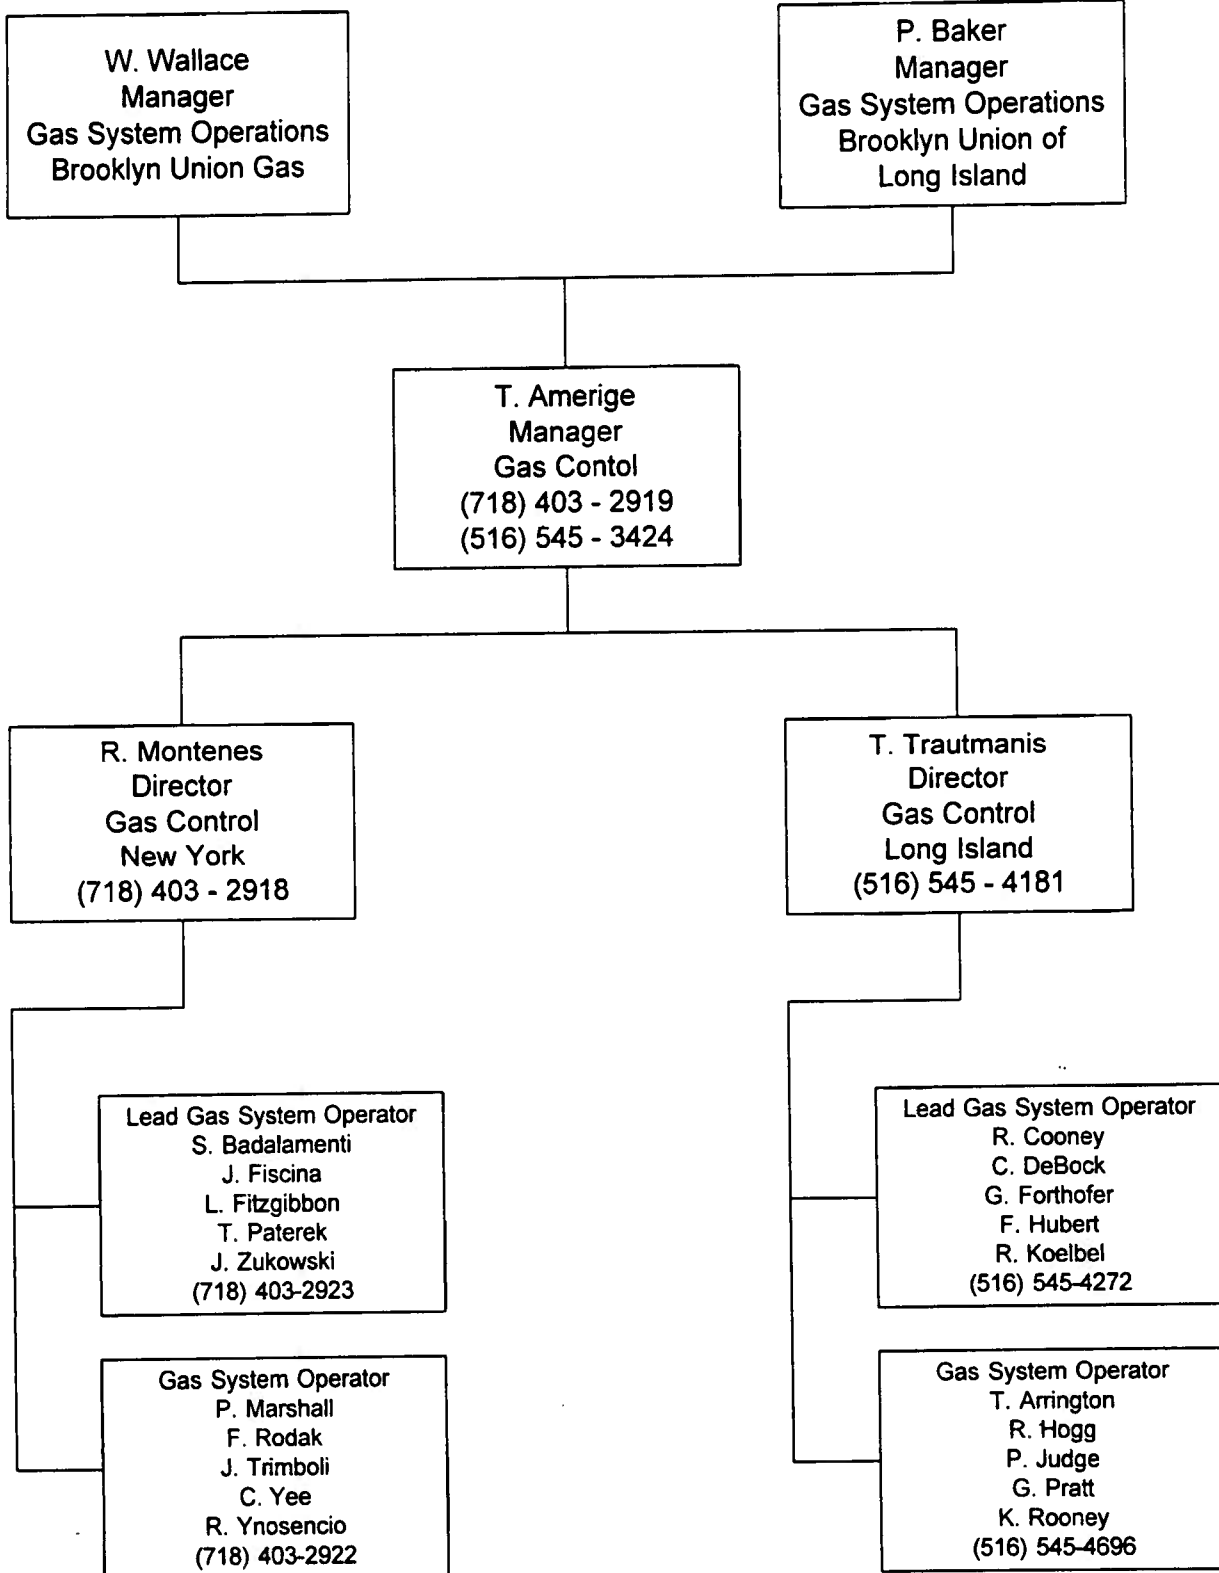 W. Wallace
Manager
Gas System Operations
Brooklyn Union Gas
P. Baker
Manager
Gas System Operations
Brooklyn Union of
Long Island
T. Amerige
Manager
Gas Contol
(718) 403 - 2919
(516) 545 - 3424
R. Montenes
Director
Gas Control
New York
(718) 403 - 2918
T. Trautmanis
Director
Gas Control
Long Island
(516) 545 - 4181
Lead Gas System Operator
S. Badalamenti
J. Fiscina
L. Fitzgibbon
T. Paterek
J. Zukowski
(718) 403-2923
Lead Gas System Operator
R. Cooney
C. DeBock
G. Forthofer
F. Hubert
R. Koelbel
(516) 545-4272
Gas System Operator
P. Marshall
F. Rodak
J. Trimboli
C. Yee
R. Ynosencio
(718) 403-2922
Gas System Operator
T. Arrington
R. Hogg
P. Judge
G. Pratt
K. Rooney
(516) 545-4696